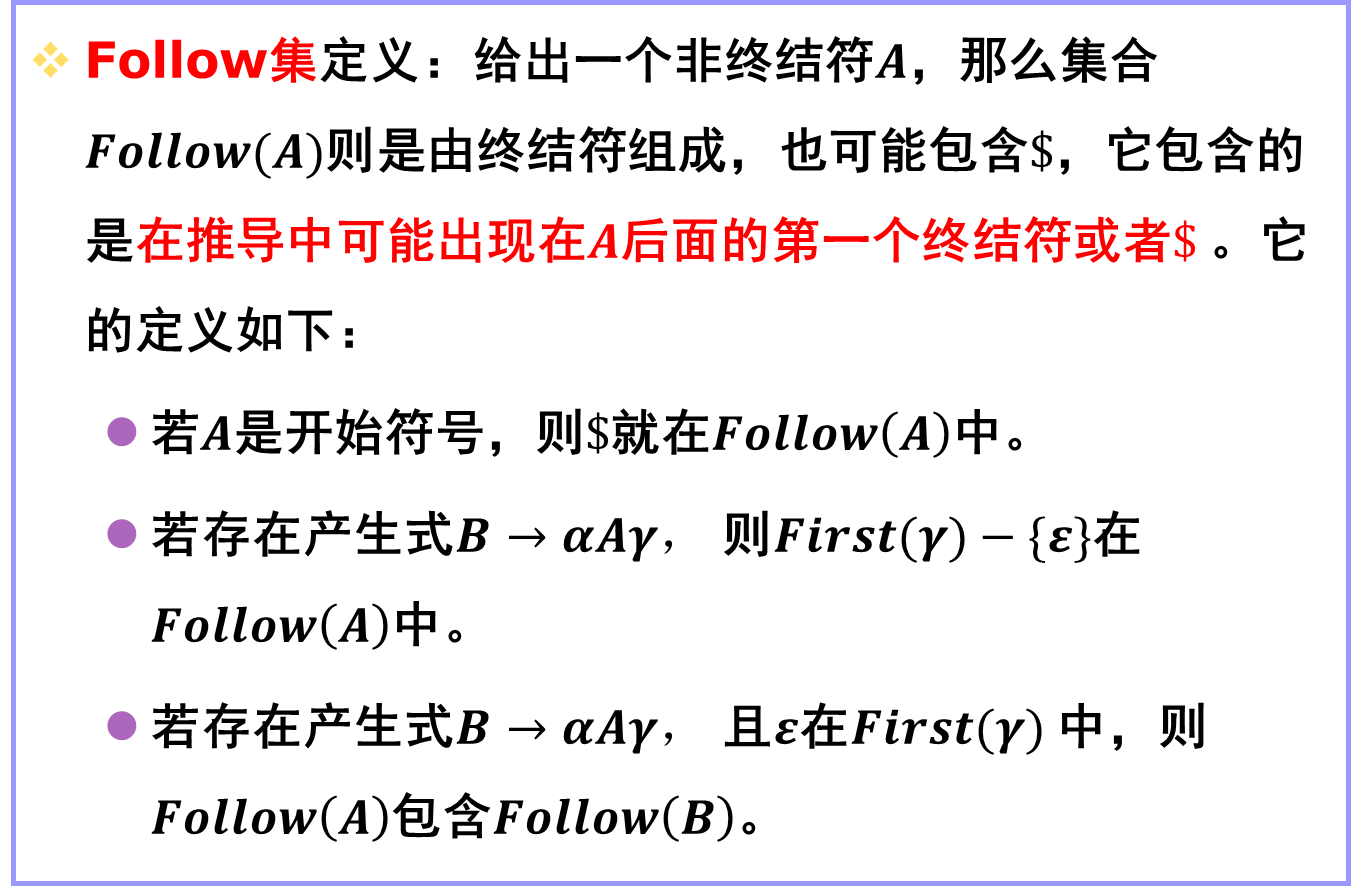 Follow集定义：给出一个非终结符A，那么集合
Follow(A)则是由终结符组成，也可能包含$，它包含的
是在推导中可能出现在A后面的第一个终结符或者$ 。它
的定义如下：
若A是开始符号，则$就在Follow(A)中。
若存在产生式B → αAγ， 则First(γ) − {ε}在
Follow(A)中。
若存在产生式B → αAγ， 且ε在First(γ) 中，则
Follow(A)包含Follow(B)。